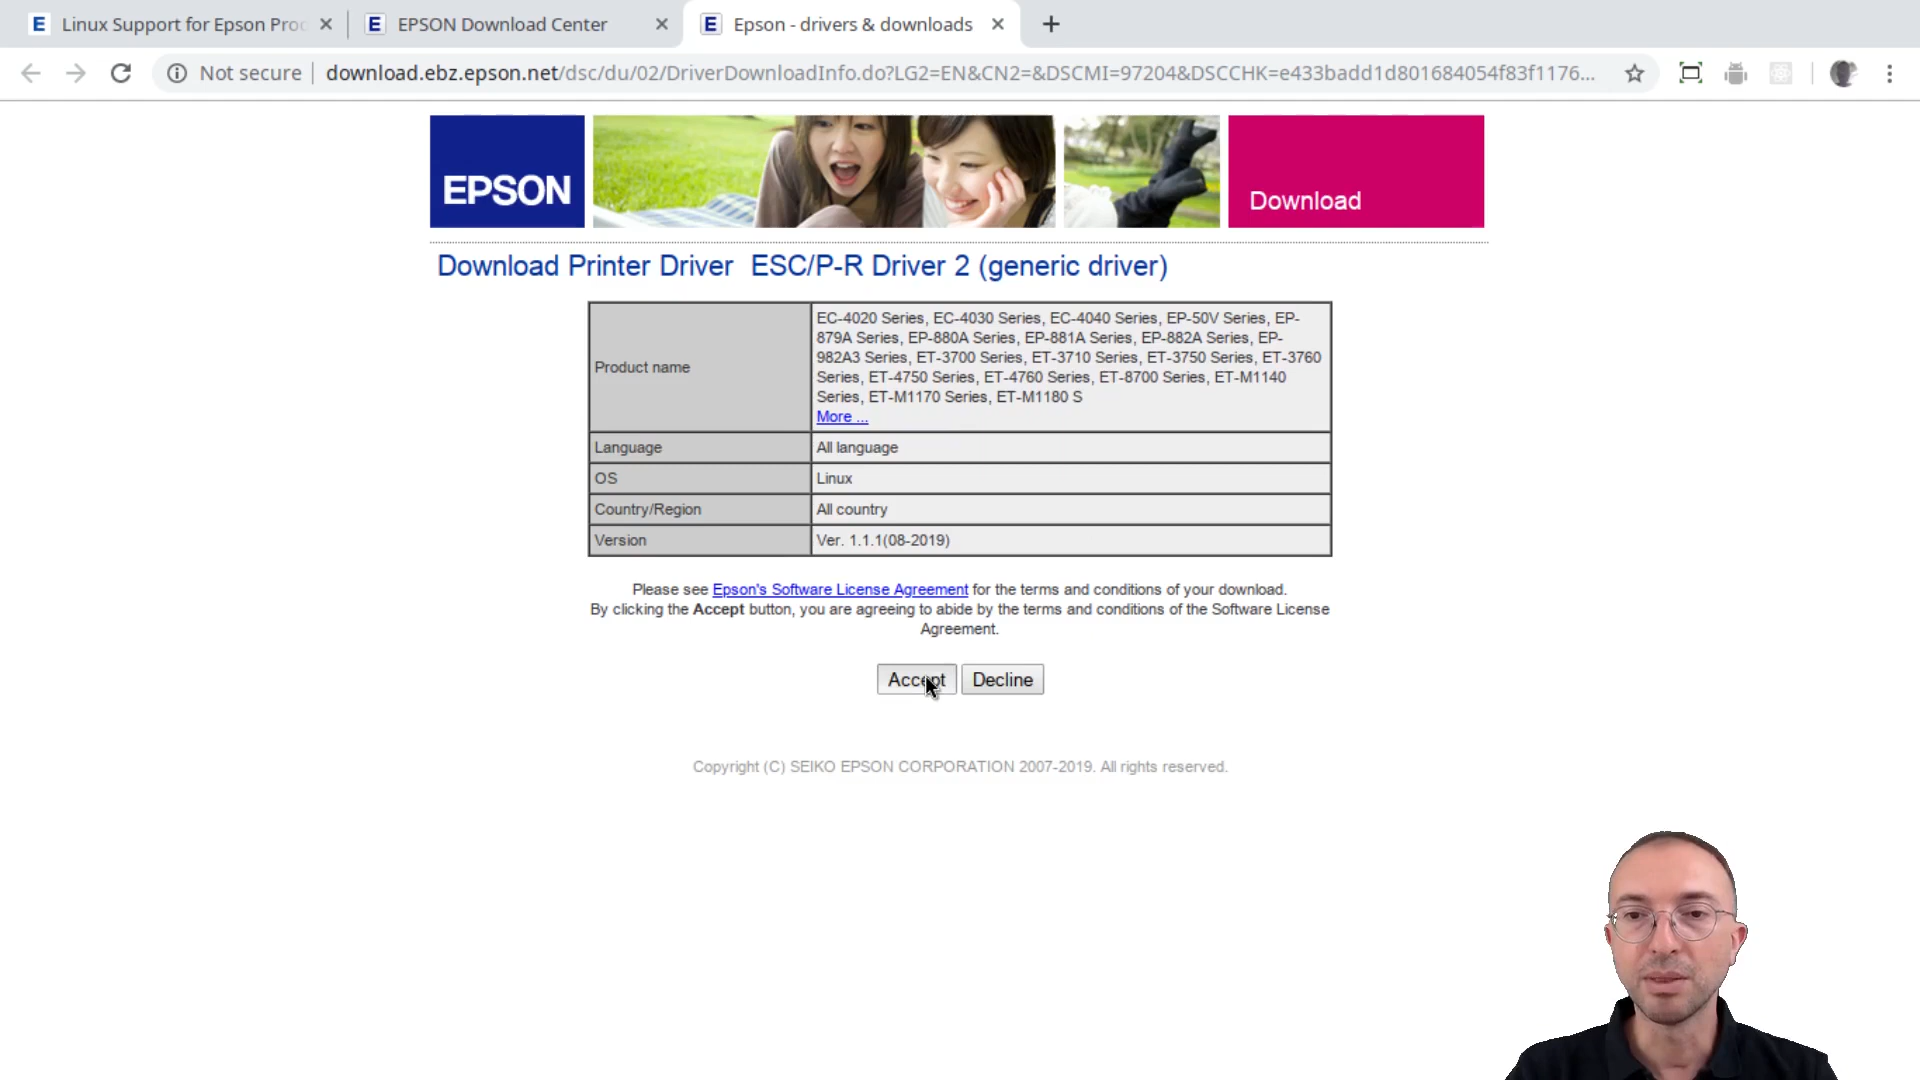 Linux Support for Epson Proc
EPSON Download Center
Epson - drivers & downloads
Not secure
download.ebz.epson.net/dsc/du/02/DriverDownloadInfo.do?LG2=EN&CN2=&DSCMI=97204&DSCCHK=e433badd1d801684054f83f1176...
EPSON
Download
Download Printer Driver ESC/P-R Driver 2 (generic driver)
Product name
EC-4020 Series, EC-4030 Series, EC-4040 Series, EP-50V Series, EP-
879A Series, EP-880A Series, EP-881A Series, EP-882A Series, EP-
982A3 Series, ET-3700 Series, ET-3710 Series, ET-3750 Series, ET-3760
Series, ET-4750 Series, ET-4760 Series, ET-8700 Series, ET-M1140
Series, ET-M1170 Series, ET-M1180 S
More ...
Language All language
OS Linux
Country/Region All country
Version Ver. 1.1.1(08-2019)
Please see Epson's Software License Agreement for the terms and conditions of your download.
By clicking the Accept button, you are agreeing to abide by the terms and conditions of the Software License
Agreement.
Accept Decline
Copyright (C) SEIKO EPSON CORPORATION 2007-2019. All rights reserved.